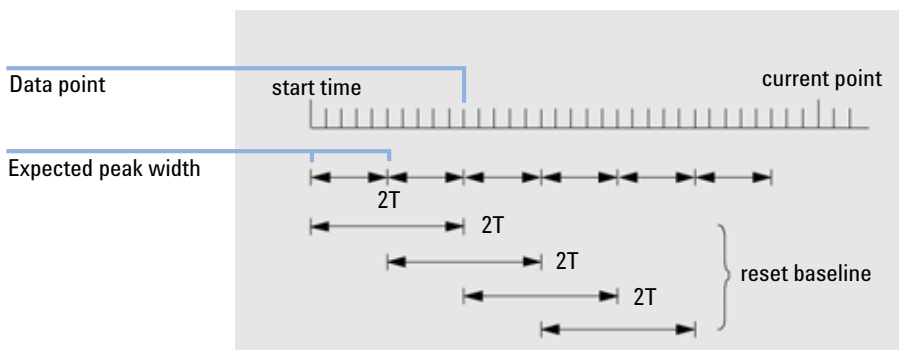 Data point
start time
current point
Expected peak width
2T
2T
2T
reset baseline
2T